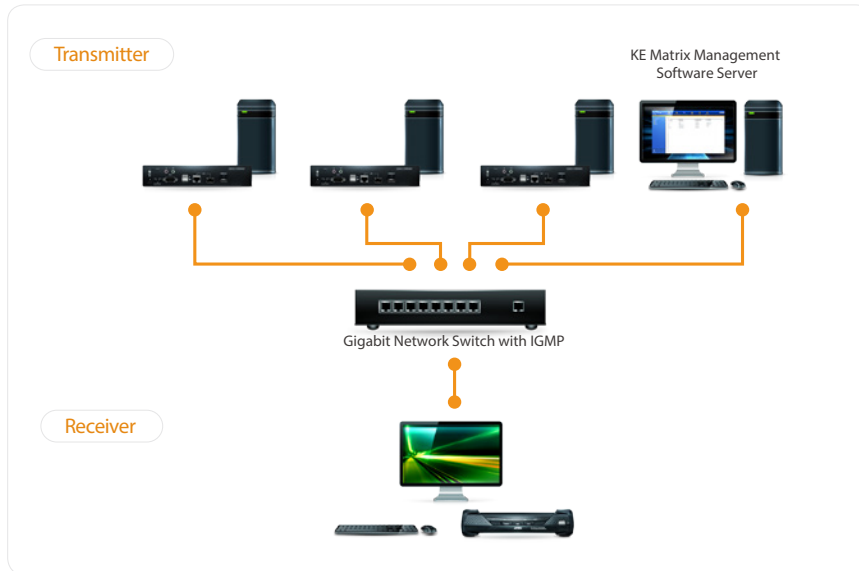 Transmitter
KE Matrix Management
Software Server
Gigabit Network Switch with IGMP
Receiver